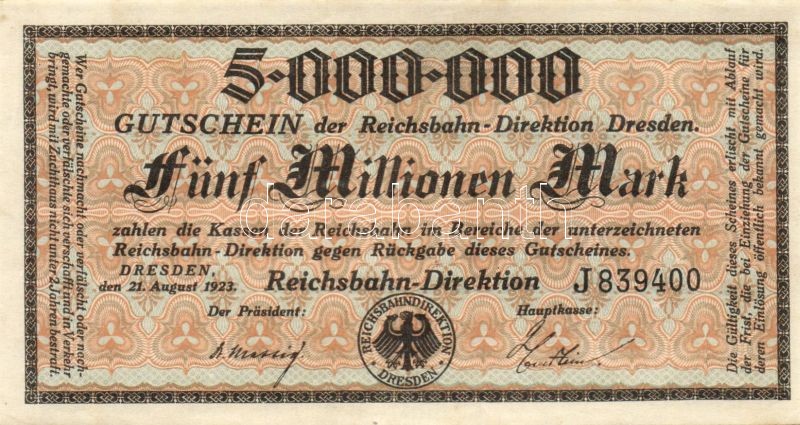 5·000·000
GUTSCHEIN der Reichsbahn-Direktion Dresden.
Fünf Millionen Mark
zahlen die Kassen der Reichsbahn im Bereiche der unterzeichneten
Reichsbahn-Direktion gegen Rückgabe dieses Gutscheines.
DRESDEN,
den 21. August 1923.
Reichsbahn-Direktion J 839400
Der Präsident: Hauptkasse:
REICHSBAHNDIREKTION
DRESDEN
Wer Gutscheine nachmacht oder verfälscht oder nach-
gemachte oder verfälschte sich verschafft und in Verkehr
bringt, wird mit Zuchthaus nicht unter 2 Jahren bestraft.
Die Gültigkeit dieses Scheines erlischt mit Ablauf
der Frist, die bei Einziehung der Gutscheine für
deren Einlösung öffentlich bekannt gemacht wird.